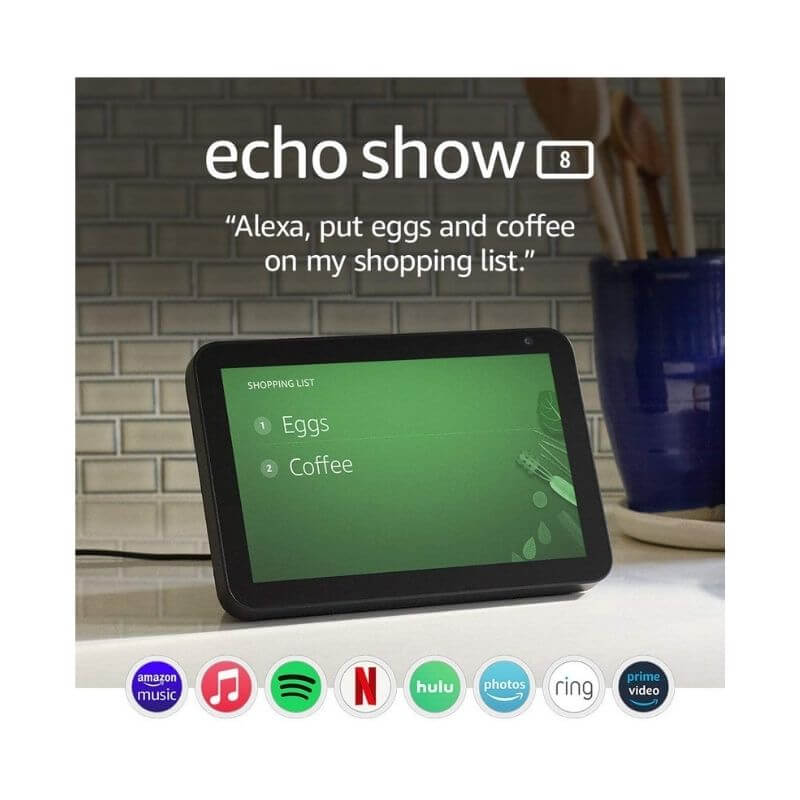 echo show 8
“Alexa, put eggs and coffee
on my shopping list.”
SHOPPING LIST
1 Eggs
2 Coffee
amazon
music
N
hulu
photos
ring
prime
video